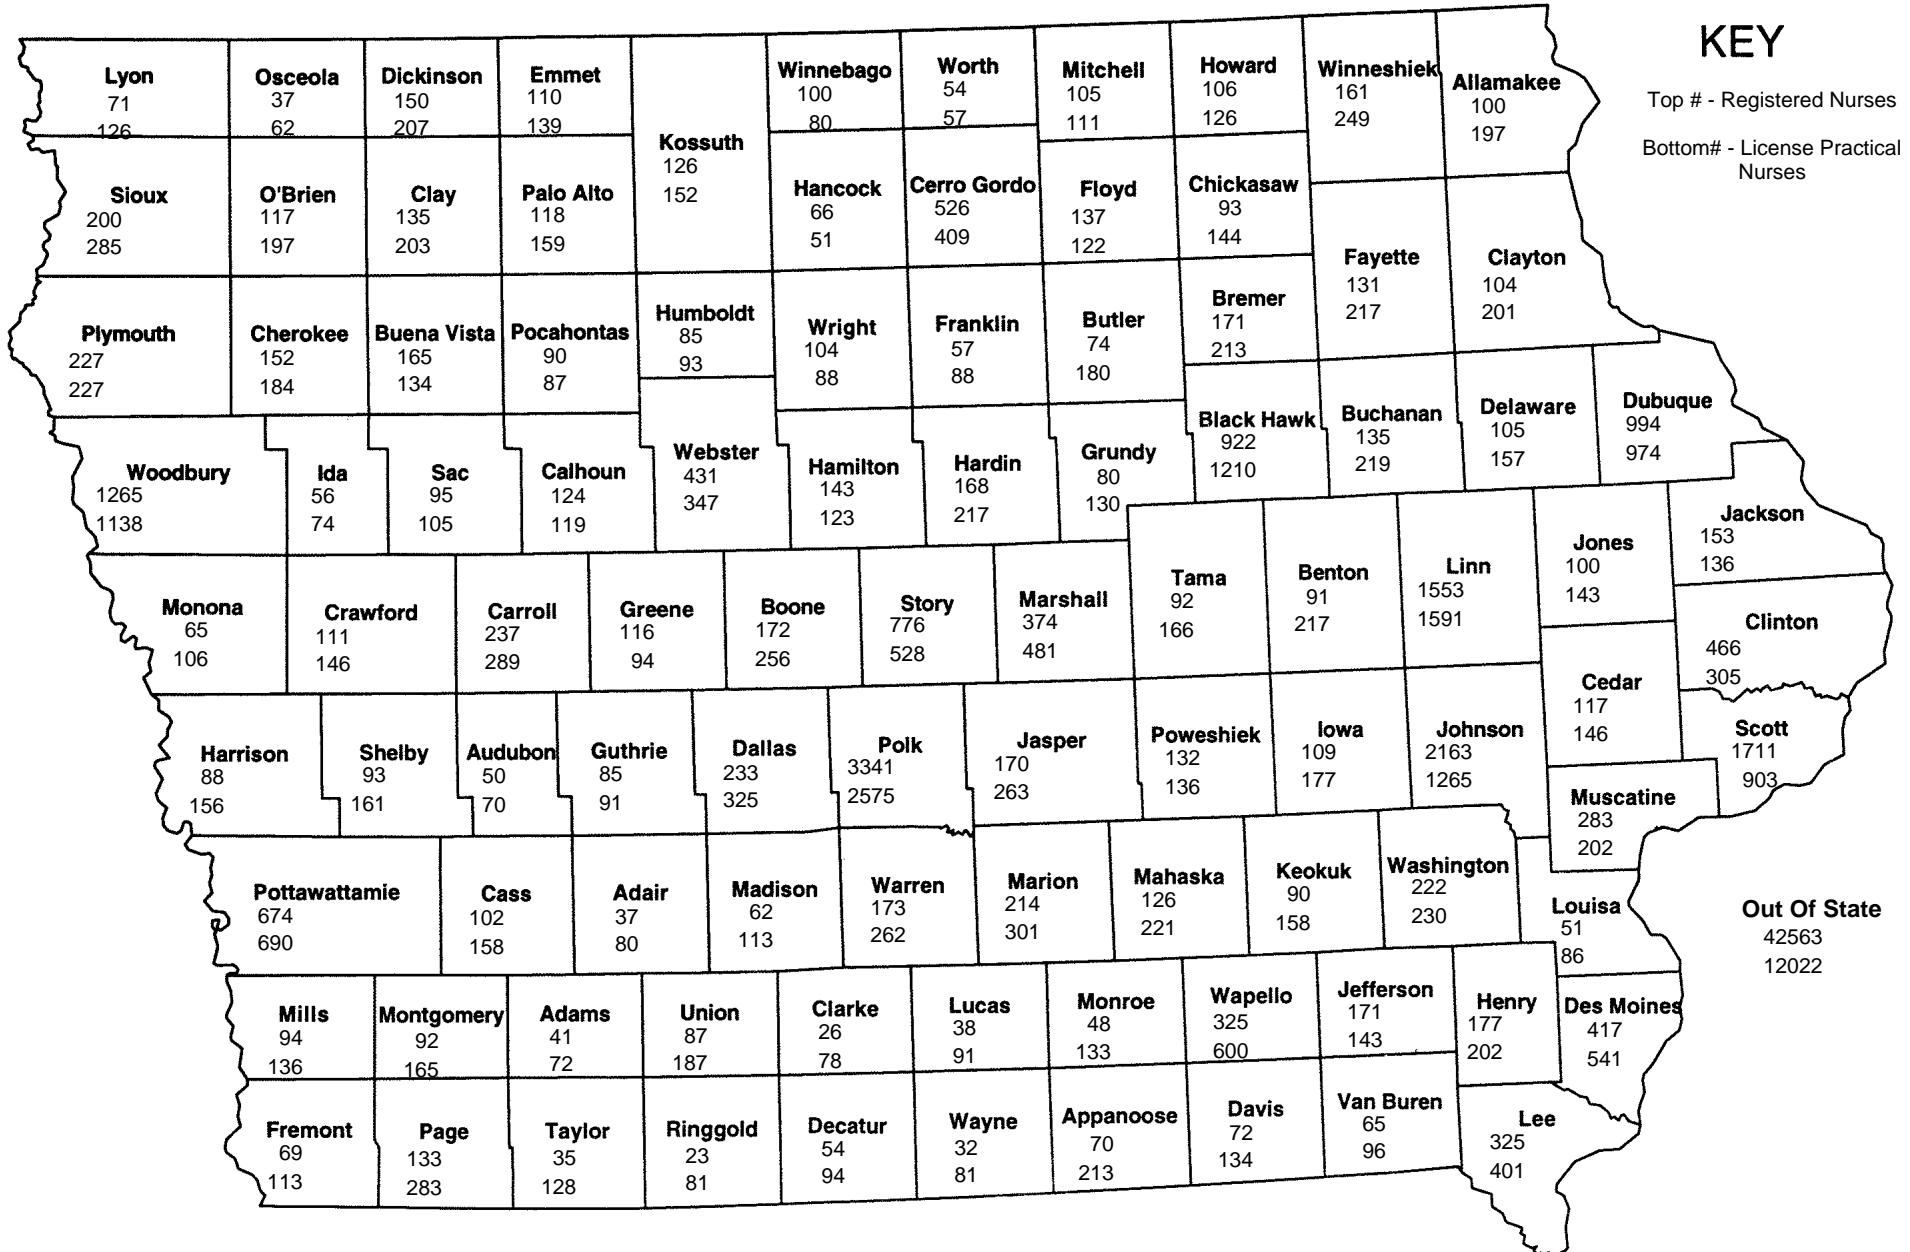 KEY
Top # - Registered Nurses
Bottom# - License Practical
Nurses
Lyon
71
126
Osceola
37
62
Dickinson
150
207
Emmet
110
139
Kossuth
126
152
Winnebago
100
80
Worth
54
57
Mitchell
105
111
Howard
106
126
Winneshiek
161
249
Allamakee
100
197
Sioux
200
285
O'Brien
117
197
Clay
135
203
Palo Alto
118
159
Hancock
66
51
Cerro Gordo
526
409
Floyd
137
122
Chickasaw
93
144
Fayette
131
217
Clayton
104
201
Plymouth
227
227
Cherokee
152
184
Buena Vista
165
134
Pocahontas
90
87
Humboldt
85
93
Wright
104
88
Franklin
57
88
Butler
74
180
Bremer
171
213
Woodbury
1265
1138
Ida
56
74
Sac
95
105
Calhoun
124
119
Webster
431
347
Hamilton
143
123
Hardin
168
217
Grundy
80
130
Black Hawk
922
1210
Buchanan
135
219
Delaware
105
157
Dubuque
994
974
Monona
65
106
Crawford
111
146
Carroll
237
289
Greene
116
94
Boone
172
256
Story
776
528
Marshall
374
481
Tama
92
166
Benton
91
217
Linn
1553
1591
Jones
100
143
Jackson
153
136
Clinton
466
305
Harrison
88
156
Shelby
93
161
Audubon
50
70
Guthrie
85
91
Dallas
233
325
Polk
3341
2575
Jasper
170
263
Poweshiek
132
136
Iowa
109
177
Johnson
2163
1265
Cedar
117
146
Scott
1711
903
Muscatine
283
202
Pottawattamie
674
690
Cass
102
158
Adair
37
80
Madison
62
113
Warren
173
262
Marion
214
301
Mahaska
126
221
Keokuk
90
158
Washington
222
230
Louisa
51
86
Out Of State
42563
12022
Mills
94
136
Montgomery
92
165
Adams
41
72
Union
87
187
Clarke
26
78
Lucas
38
91
Monroe
48
133
Wapello
325
600
Jefferson
171
143
Henry
177
202
Des Moines
417
541
Fremont
69
113
Page
133
283
Taylor
35
128
Ringgold
23
81
Decatur
54
94
Wayne
32
81
Appanoose
70
213
Davis
72
134
Van Buren
65
96
Lee
325
401